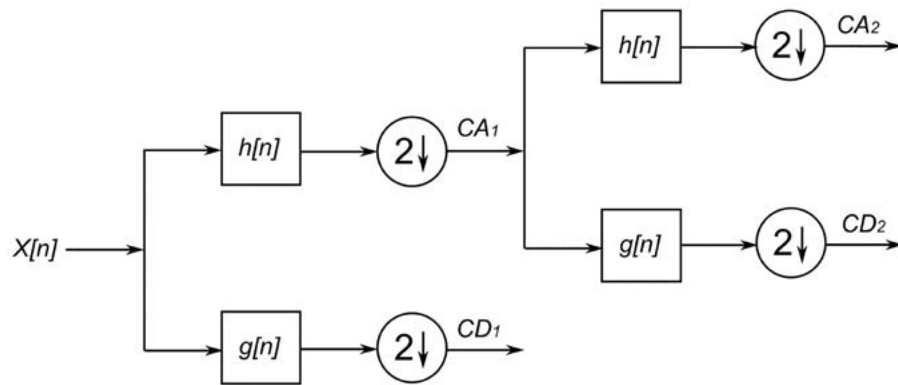 h[n] 2↓ CA₂
h[n] 2↓ CA₁
X[n]
g[n] 2↓ CD₂
g[n] 2↓ CD₁